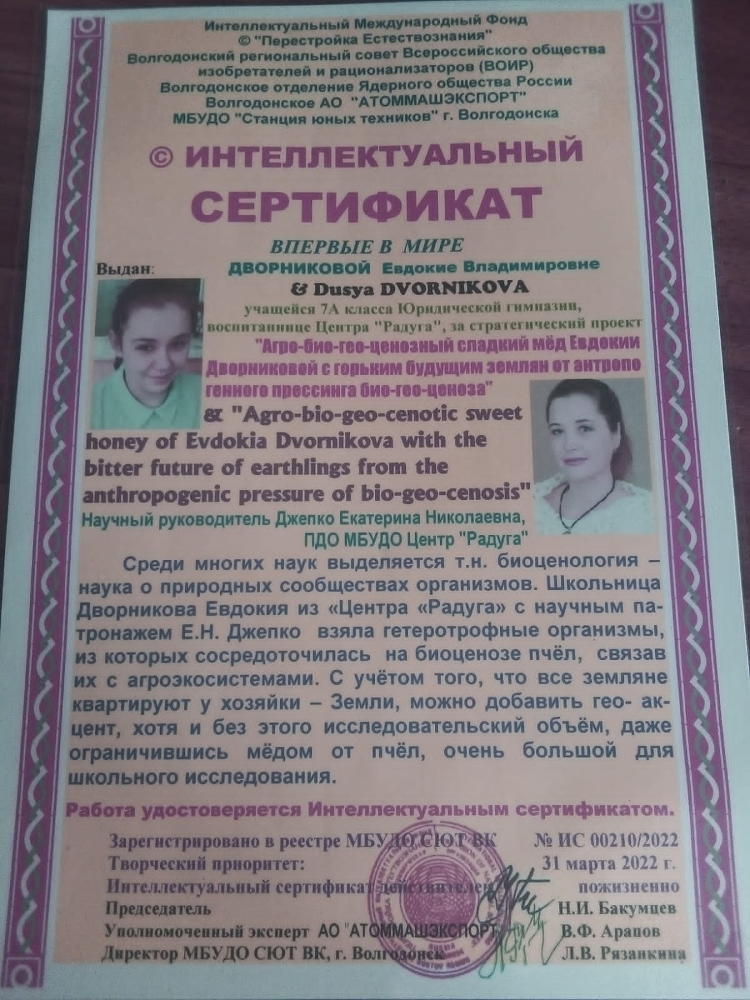 Интеллектуальный Международный Фонд
© "Перестройка Естествознания"
Волгодонский региональный совет Всероссийского общества
изобретателей и рационализаторов (ВОИР)
Волгодонское отделение Ядерного общества России
Волгодонское АО "АТОММАШЭКСПОРТ"
МБУДО "Станция юных техников" г. Волгодонска
© ИНТЕЛЛЕКТУАЛЬНЫЙ
СЕРТИФИКАТ
ВПЕРВЫЕ В МИРЕ
Выдан: ДВОРНИКОВОЙ Евдокие Владимировне
& Dusya DVORNIKOVA
учащейся 7А класса Юридической гимназии,
воспитаннице Центра "Радуга", за стратегический проект
"Агро-био-гео-ценозный сладкий мёд Евдокии
Дворниковой с горьким будущим землян от антропо
генного прессинга био-гео-ценоза"
& "Agro-bio-geo-cenotic sweet
honey of Evdokia Dvornikova with the
bitter future of earthlings from the
anthropogenic pressure of bio-geo-cenosis"
Научный руководитель Джепко Екатерина Николаевна,
ПДО МБУДО Центр "Радуга"
Среди многих наук выделяется т.н. биоценология –
наука о природных сообществах организмов. Школьница
Дворникова Евдокия из «Центра «Радуга» с научным па-
тронажем Е.Н. Джепко взяла гетеротрофные организмы,
из которых сосредоточилась на биоценозе пчёл, связав
их с агроэкосистемами. С учётом того, что все земляне
квартируют у хозяйки – Земли, можно добавить гео- ак-
цент, хотя и без этого исследовательский объём, даже
ограничившись мёдом от пчёл, очень большой для
школьного исследования.
Работа удостоверяется Интеллектуальным сертификатом.
Зарегистрировано в реестре МБУДО СЮТ ВК № ИС 00210/2022
Творческий приоритет: 31 марта 2022 г.
Интеллектуальный сертификат действителен пожизненно
Председатель Н.И. Бакумцев
Уполномоченный эксперт АО "АТОММАШЭКСПОРТ" В.Ф. Арапов
Директор МБУДО СЮТ ВК, г. Волгодонск Л.В. Рязанкина